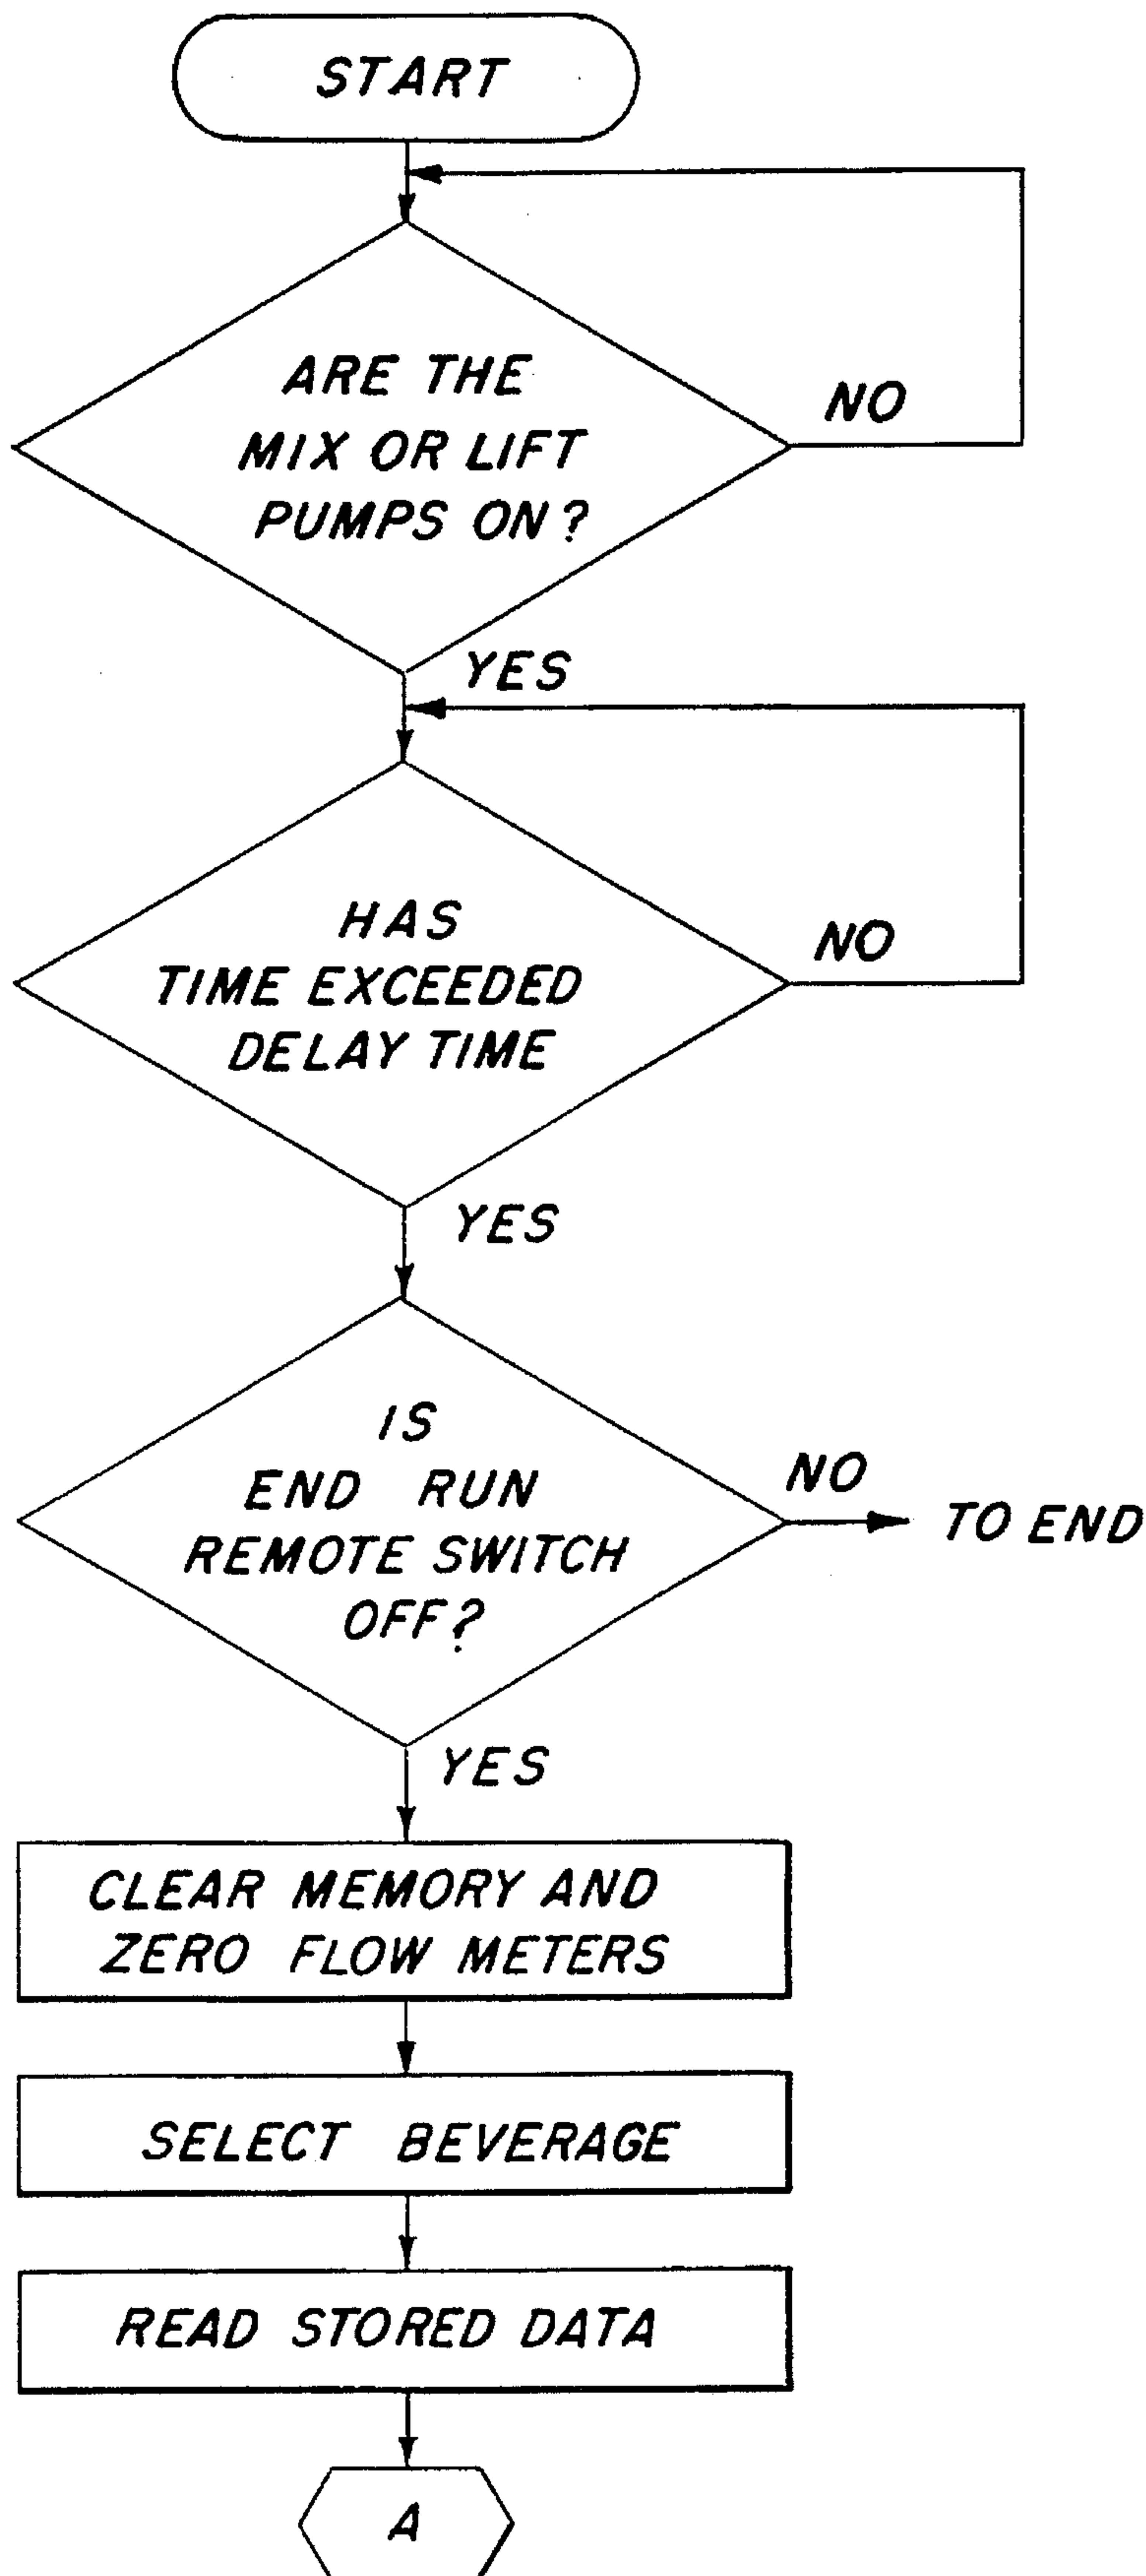 START
ARE THE
MIX OR LIFT
PUMPS ON?
NO
YES
HAS
TIME EXCEEDED
DELAY TIME
NO
YES
IS
END RUN
REMOTE SWITCH
OFF?
NO
TO END
YES
CLEAR MEMORY AND
ZERO FLOW METERS
SELECT BEVERAGE
READ STORED DATA
A